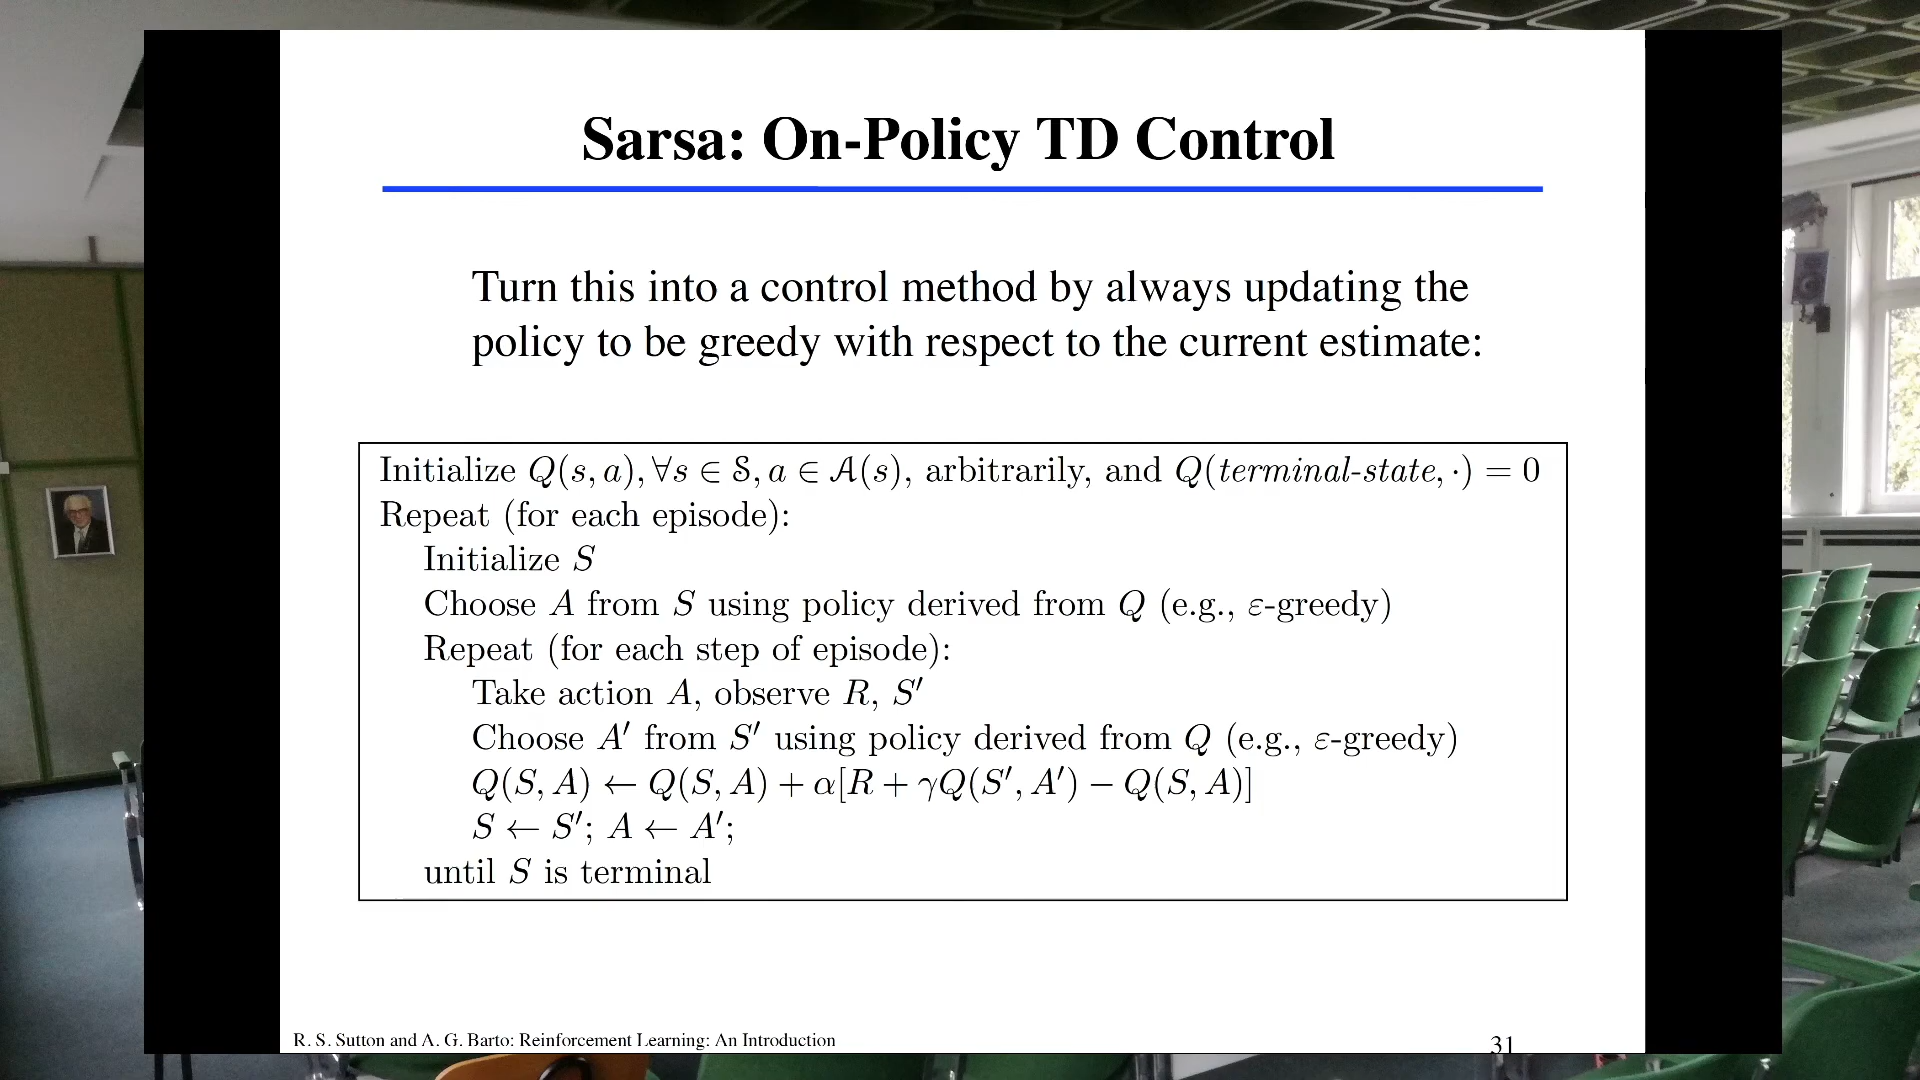 Sarsa: On-Policy TD Control
Turn this into a control method by always updating the
policy to be greedy with respect to the current estimate:
Initialize Q(s, a), ∀s ∈ S, a ∈ A(s), arbitrarily, and Q(terminal-state, ·) = 0
Repeat (for each episode):
Initialize S
Choose A from S using policy derived from Q (e.g., ε-greedy)
Repeat (for each step of episode):
Take action A, observe R, S′
Choose A′ from S′ using policy derived from Q (e.g., ε-greedy)
Q(S, A) ← Q(S, A) + α[R + γQ(S′, A′) − Q(S, A)]
S ← S′; A ← A′;
until S is terminal
R. S. Sutton and A. G. Barto: Reinforcement Learning: An Introduction
31